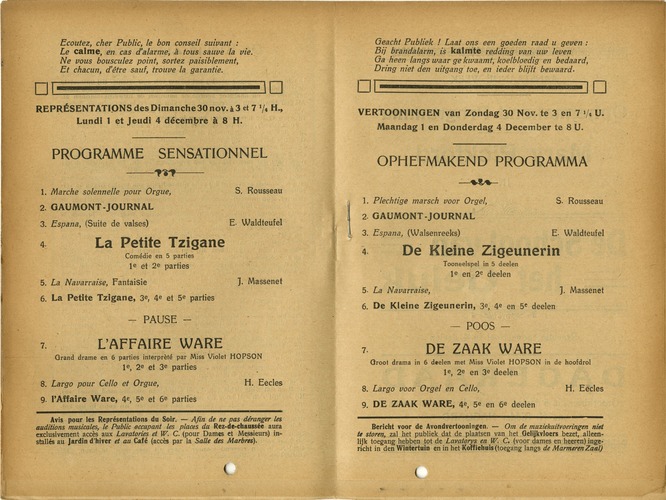 Ecoutez, cher Public, le bon conseil suivant :
Le calme, en cas d'alarme, à tous sauve la vie.
Ne vous bousculez point, sortez paisiblement,
Et chacun, d'être sauf, trouve la garantie.
REPRÉSENTATIONS des Dimanche 30 nov. à 3 et 7 1/4 H.,
Lundi 1 et Jeudi 4 décembre à 8 H.
PROGRAMME SENSATIONNEL
1. Marche solennelle pour Orgue, S. Rousseau
2. GAUMONT-JOURNAL
3. Espana, (Suite de valses) E. Waldteufel
4. La Petite Tzigane
Comédie en 5 parties
1e et 2e parties
5. La Navarraise, Fantaisie J. Massenet
6. La Petite Tzigane, 3e, 4e et 5e parties
— PAUSE —
7. L'AFFAIRE WARE
Grand drame en 6 parties interprèté par Miss Violet HOPSON
1e, 2e et 3e parties
8. Largo pour Cello et Orgue, H. Eecles
9. l'Affaire Ware, 4e, 5e et 6e parties
Avis pour les Représentations du Soir. — Afin de ne pas déranger les
auditions musicales, le Public occupant les places du Rez-de-chaussée aura
exclusivement accès aux Lavatories et W. C. (pour Dames et Messieurs) in-
stallés au Jardin d'hiver et au Café (accès par la Salle des Marbres).
Geacht Publiek ! Laat ons een goeden raad u geven :
Bij brandalarm, is kalmte redding van uw leven
Ga heen langs waar ge kwaamt, koelbloedig en bedaard,
Dring niet den uitgang toe, en ieder blijft bewaard.
VERTOONINGEN van Zondag 30 Nov. te 3 en 7 1/4 U.
Maandag 1 en Donderdag 4 December te 8 U.
OPHEFMAKEND PROGRAMMA
1. Plechtige marsch voor Orgel, S. Rousseau
2. GAUMONT-JOURNAL
3. Espana, (Walsenreeks) E. Waldteufel
4. De Kleine Zigeunerin
Tooneelspel in 5 deelen
1e en 2e deelen
5. La Navarraise, J. Massenet
6. De Kleine Zigeunerin, 3e, 4e en 5e deelen
— POOS —
7. DE ZAAK WARE
Groot drama in 6 deelen met Miss Violet HOPSON in de hoofdrol
1e, 2e en 3e deelen
8. Largo voor Orgel en Cello, H. Eecles
9. DE ZAAK WARE, 4e, 5e en 6e deelen
Bericht voor de Avondvertooningen. — Om de muziekuitvoeringen niet
te storen, zal het publiek dat de plaatsen van het Gelijkvloers bezet, alleen-
lijk toegang hebben tot de Lavatorys en W. C. (voor dames en heeren) inge-
richt in den Wintertuin en in het Koffiehuis (toegang langs de Marmeren Zaal)